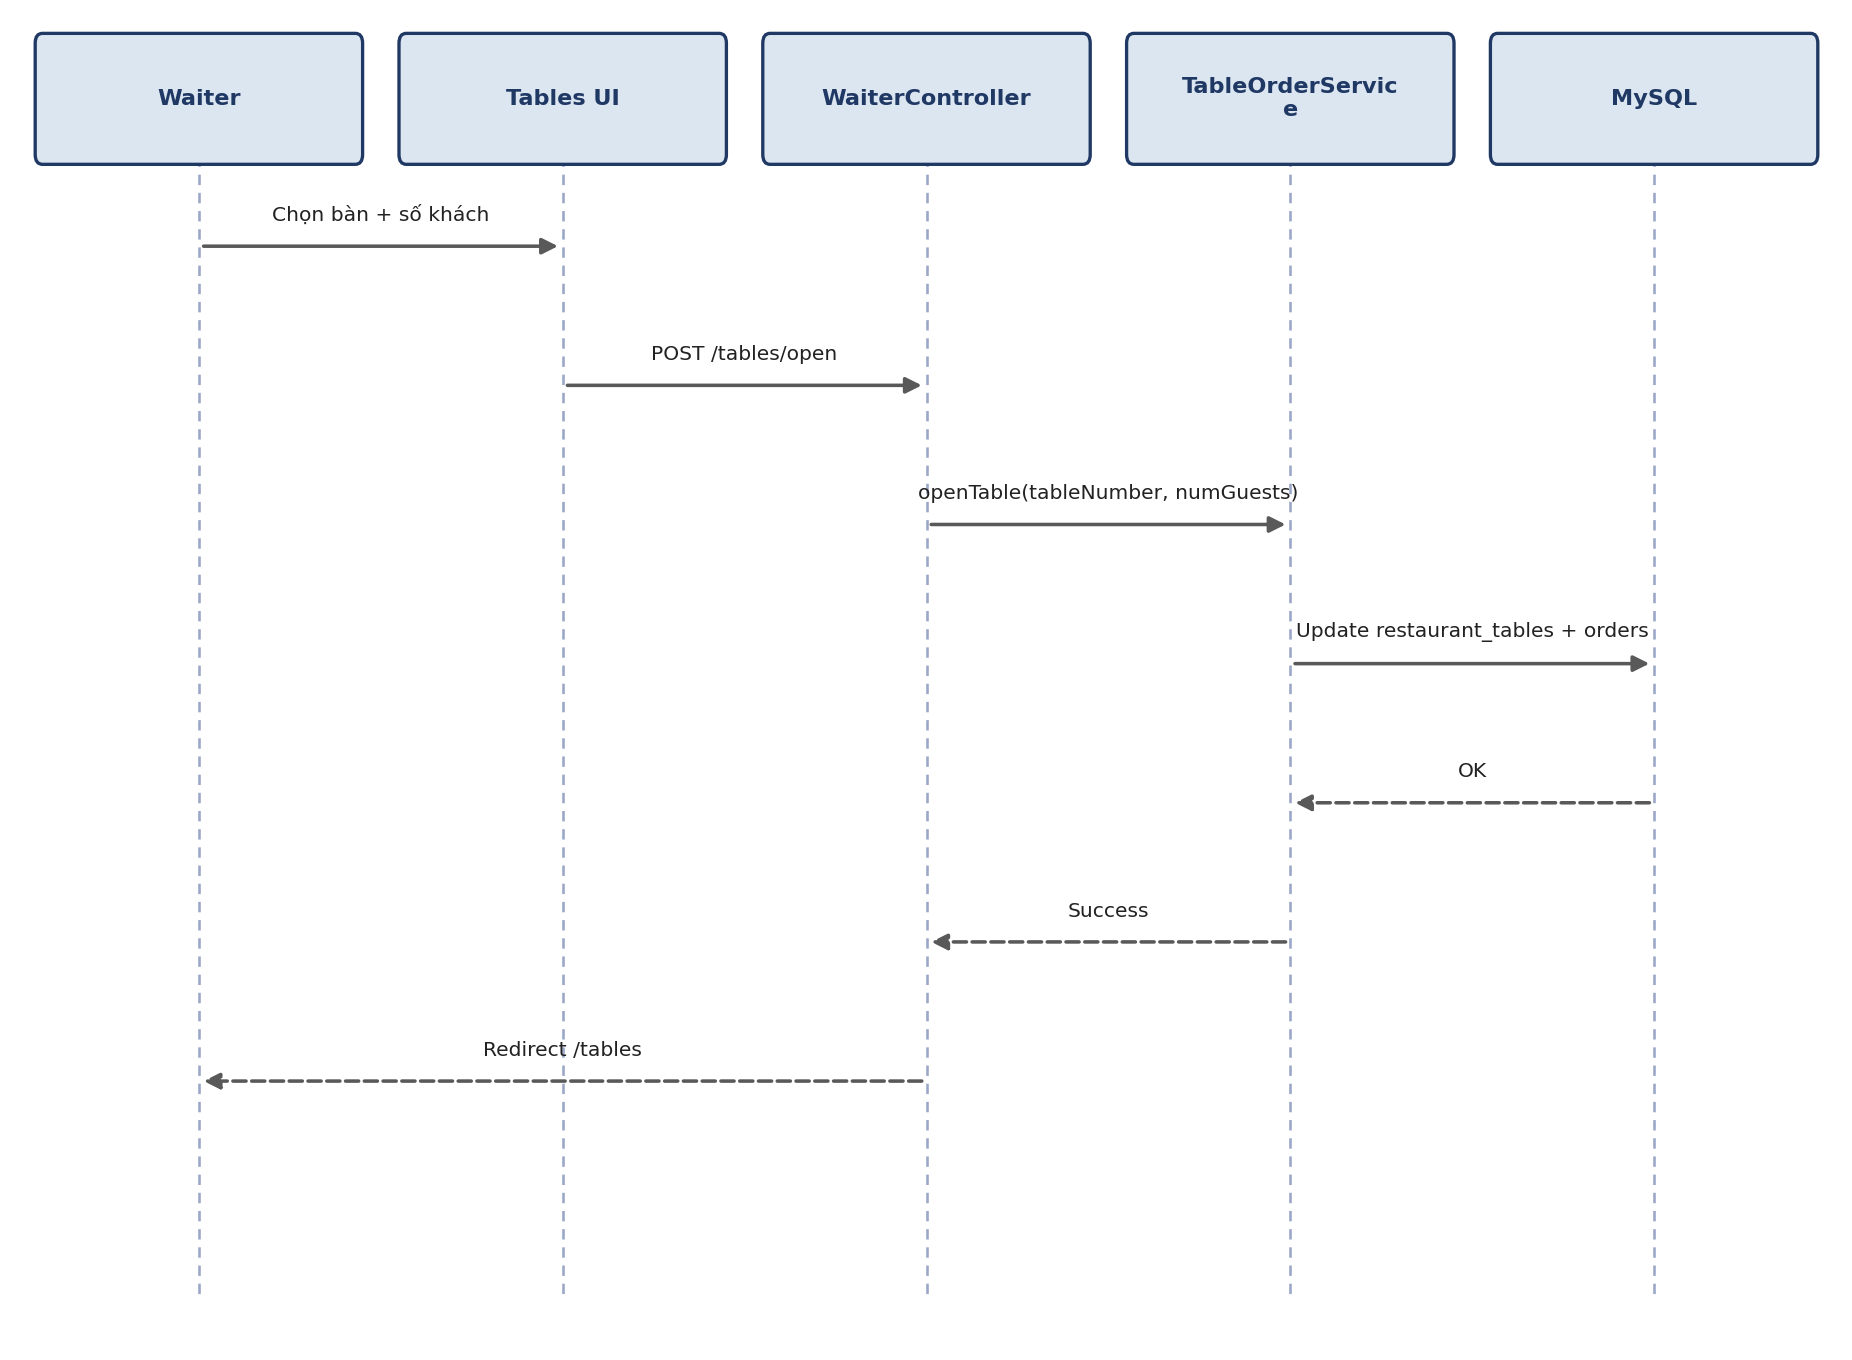 Waiter
Tables UI
WaiterController
TableOrderServic
e
MySQL
Chọn bàn + số khách
POST /tables/open
openTable(tableNumber, numGuests)
Update restaurant_tables + orders
OK
Success
Redirect /tables